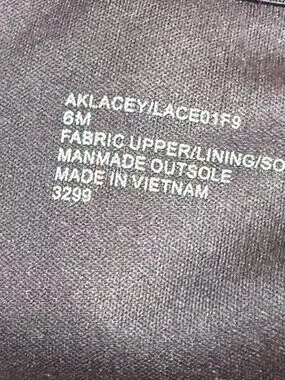 AKLACEY/LACE01F9
6M
FABRIC UPPER/LINING/SO
MANMADE OUTSOLE
MADE IN VIETNAM
3299